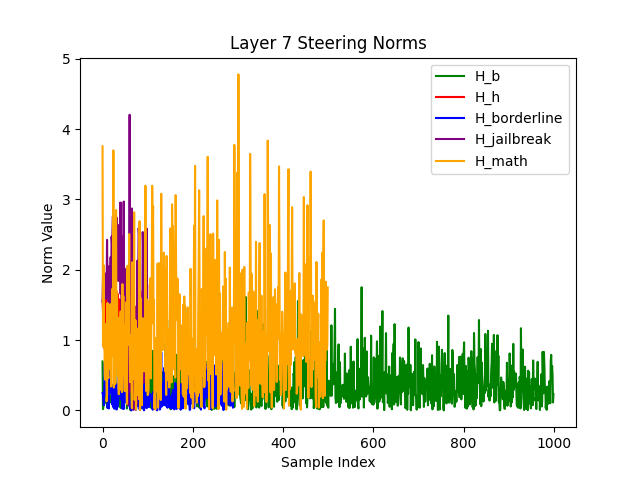 Layer 7 Steering Norms
Norm Value
5
4
3
2
1
0
H_b
H_h
H_borderline
H_jailbreak
H_math
0 200 400 600 800 1000
Sample Index